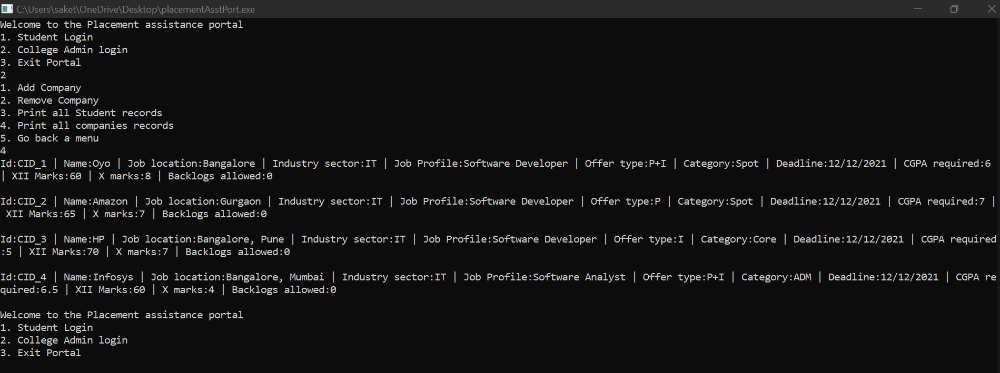 C:\Users\saket\OneDrive\Desktop\placementAsstPort.exe
Welcome to the Placement assistance portal
1. Student Login
2. College Admin login
3. Exit Portal
2
1. Add Company
2. Remove Company
3. Print all Student records
4. Print all companies records
5. Go back a menu
4
Id:CID_1 | Name:Oyo | Job location:Bangalore | Industry sector:IT | Job Profile:Software Developer | Offer type:P+I | Category:Spot | Deadline:12/12/2021 | CGPA required:6
| XII Marks:60 | X marks:8 | Backlogs allowed:0
Id:CID_2 | Name:Amazon | Job location:Gurgaon | Industry sector:IT | Job Profile:Software Developer | Offer type:P | Category:Spot | Deadline:12/12/2021 | CGPA required:7 |
XII Marks:65 | X marks:7 | Backlogs allowed:0
Id:CID_3 | Name:HP | Job location:Bangalore, Pune | Industry sector:IT | Job Profile:Software Developer | Offer type:I | Category:Core | Deadline:12/12/2021 | CGPA required
:5 | XII Marks:70 | X marks:7 | Backlogs allowed:0
Id:CID_4 | Name:Infosys | Job location:Bangalore, Mumbai | Industry sector:IT | Job Profile:Software Analyst | Offer type:P+I | Category:ADM | Deadline:12/12/2021 | CGPA re
quired:6.5 | XII Marks:60 | X marks:4 | Backlogs allowed:0
Welcome to the Placement assistance portal
1. Student Login
2. College Admin login
3. Exit Portal